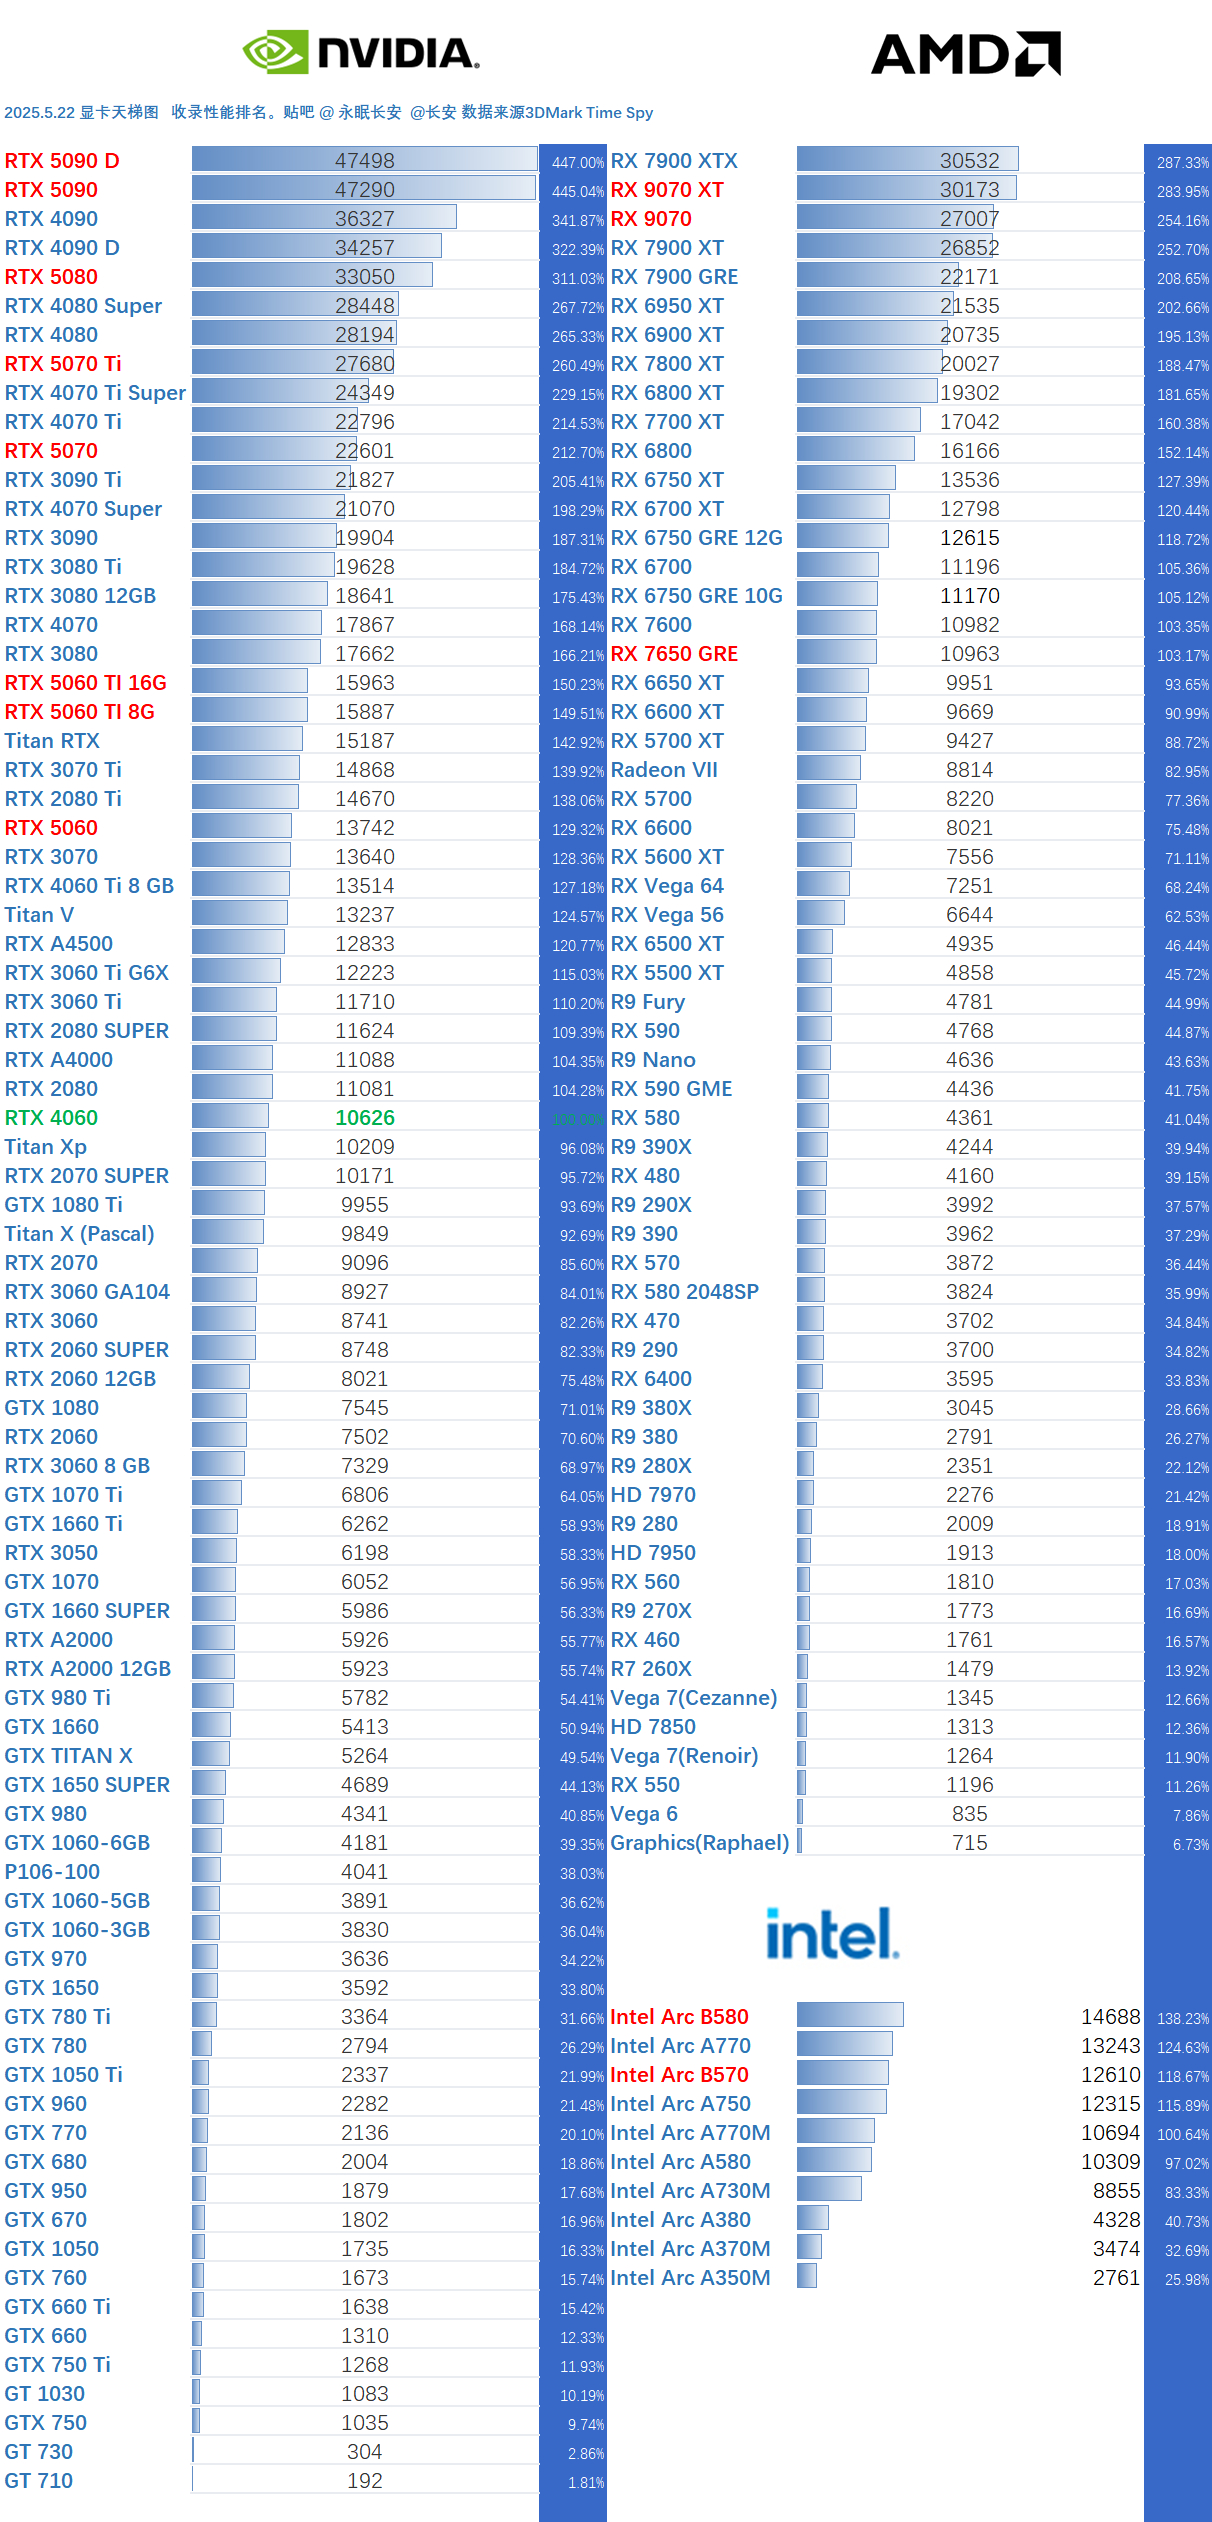 NVIDIA.
AMD
2025.5.22 显卡天梯图 收录性能排名。贴吧 @ 永眠长安 @长安 数据来源3DMark Time Spy
RTX 5090 D 47498 447.00% RX 7900 XTX 30532 287.33%
RTX 5090 47290 445.04% RX 9070 XT 30173 283.95%
RTX 4090 36327 341.87% RX 9070 27007 254.16%
RTX 4090 D 34257 322.39% RX 7900 XT 26852 252.70%
RTX 5080 33050 311.03% RX 7900 GRE 22171 208.65%
RTX 4080 Super 28448 267.72% RX 6950 XT 21535 202.66%
RTX 4080 28194 265.33% RX 6900 XT 20735 195.13%
RTX 5070 Ti 27680 260.49% RX 7800 XT 20027 188.47%
RTX 4070 Ti Super 24349 229.15% RX 6800 XT 19302 181.65%
RTX 4070 Ti 22796 214.53% RX 7700 XT 17042 160.38%
RTX 5070 22601 212.70% RX 6800 16166 152.14%
RTX 3090 Ti 21827 205.41% RX 6750 XT 13536 127.39%
RTX 4070 Super 21070 198.29% RX 6700 XT 12798 120.44%
RTX 3090 19904 187.31% RX 6750 GRE 12G 12615 118.72%
RTX 3080 Ti 19628 184.72% RX 6700 11196 105.36%
RTX 3080 12GB 18641 175.43% RX 6750 GRE 10G 11170 105.12%
RTX 4070 17867 168.14% RX 7600 10982 103.35%
RTX 3080 17662 166.21% RX 7650 GRE 10963 103.17%
RTX 5060 TI 16G 15963 150.23% RX 6650 XT 9951 93.65%
RTX 5060 TI 8G 15887 149.51% RX 6600 XT 9669 90.99%
Titan RTX 15187 142.92% RX 5700 XT 9427 88.72%
RTX 3070 Ti 14868 139.92% Radeon VII 8814 82.95%
RTX 2080 Ti 14670 138.06% RX 5700 8220 77.36%
RTX 5060 13742 129.32% RX 6600 8021 75.48%
RTX 3070 13640 128.36% RX 5600 XT 7556 71.11%
RTX 4060 Ti 8 GB 13514 127.18% RX Vega 64 7251 68.24%
Titan V 13237 124.57% RX Vega 56 6644 62.53%
RTX A4500 12833 120.77% RX 6500 XT 4935 46.44%
RTX 3060 Ti G6X 12223 115.03% RX 5500 XT 4858 45.72%
RTX 3060 Ti 11710 110.20% R9 Fury 4781 44.99%
RTX 2080 SUPER 11624 109.39% RX 590 4768 44.87%
RTX A4000 11088 104.35% R9 Nano 4636 43.63%
RTX 2080 11081 104.28% RX 590 GME 4436 41.75%
RTX 4060 10626 100.00% RX 580 4361 41.04%
Titan Xp 10209 96.08% R9 390X 4244 39.94%
RTX 2070 SUPER 10171 95.72% RX 480 4160 39.15%
GTX 1080 Ti 9955 93.69% R9 290X 3992 37.57%
Titan X (Pascal) 9849 92.69% R9 390 3962 37.29%
RTX 2070 9096 85.60% RX 570 3872 36.44%
RTX 3060 GA104 8927 84.01% RX 580 2048SP 3824 35.99%
RTX 3060 8741 82.26% RX 470 3702 34.84%
RTX 2060 SUPER 8748 82.33% R9 290 3700 34.82%
RTX 2060 12GB 8021 75.48% RX 6400 3595 33.83%
GTX 1080 7545 71.01% R9 380X 3045 28.66%
RTX 2060 7502 70.60% R9 380 2791 26.27%
RTX 3060 8 GB 7329 68.97% R9 280X 2351 22.12%
GTX 1070 Ti 6806 64.05% HD 7970 2276 21.42%
GTX 1660 Ti 6262 58.93% R9 280 2009 18.91%
RTX 3050 6198 58.33% HD 7950 1913 18.00%
GTX 1070 6052 56.95% RX 560 1810 17.03%
GTX 1660 SUPER 5986 56.33% R9 270X 1773 16.69%
RTX A2000 5926 55.77% RX 460 1761 16.57%
RTX A2000 12GB 5923 55.74% R7 260X 1479 13.92%
GTX 980 Ti 5782 54.41% Vega 7(Cezanne) 1345 12.66%
GTX 1660 5413 50.94% HD 7850 1313 12.36%
GTX TITAN X 5264 49.54% Vega 7(Renoir) 1264 11.90%
GTX 1650 SUPER 4689 44.13% RX 550 1196 11.26%
GTX 980 4341 40.85% Vega 6 835 7.86%
GTX 1060-6GB 4181 39.35% Graphics(Raphael) 715 6.73%
P106-100 4041 38.03%
GTX 1060-5GB 3891 36.62%
GTX 1060-3GB 3830 36.04%
intel.
GTX 970 3636 34.22%
GTX 1650 3592 33.80%
GTX 780 Ti 3364 31.66% Intel Arc B580 14688 138.23%
GTX 780 2794 26.29% Intel Arc A770 13243 124.63%
GTX 1050 Ti 2337 21.99% Intel Arc B570 12610 118.67%
GTX 960 2282 21.48% Intel Arc A750 12315 115.89%
GTX 770 2136 20.10% Intel Arc A770M 10694 100.64%
GTX 680 2004 18.86% Intel Arc A580 10309 97.02%
GTX 950 1879 17.68% Intel Arc A730M 8855 83.33%
GTX 670 1802 16.96% Intel Arc A380 4328 40.73%
GTX 1050 1735 16.33% Intel Arc A370M 3474 32.69%
GTX 760 1673 15.74% Intel Arc A350M 2761 25.98%
GTX 660 Ti 1638 15.42%
GTX 660 1310 12.33%
GTX 750 Ti 1268 11.93%
GT 1030 1083 10.19%
GTX 750 1035 9.74%
GT 730 304 2.86%
GT 710 192 1.81%